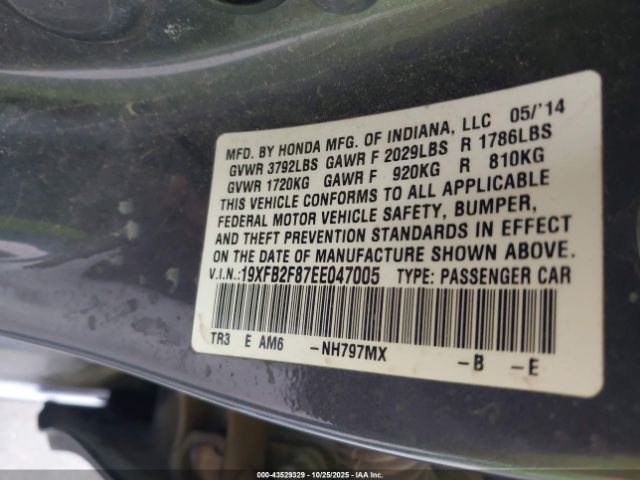 MFD. BY HONDA MFG. OF INDIANA, LLC 05/'14
GVWR 3792LBS GAWR F 2029LBS R 1786LBS
GVWR 1720KG GAWR F 920KG R 810KG
THIS VEHICLE CONFORMS TO ALL APPLICABLE
FEDERAL MOTOR VEHICLE SAFETY, BUMPER,
AND THEFT PREVENTION STANDARDS IN EFFECT
ON THE DATE OF MANUFACTURE SHOWN ABOVE.
V.I.N.:19XFB2F87EE047005 TYPE: PASSENGER CAR
TR3 E AM6 -NH797MX -B -E
000-43529329 - 10/25/2025 - IAA Inc.